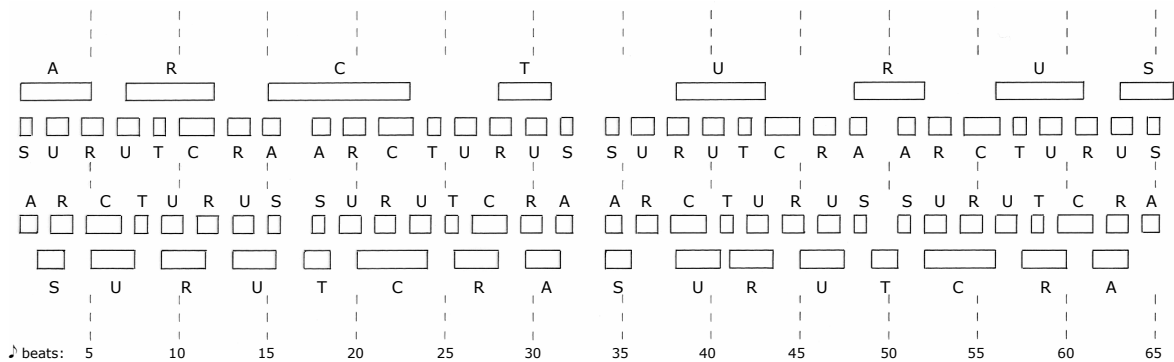 A R C T U R U S
S U R U T C R A A R C T U R U S S U R U T C R A A R C T U R U S
A R C T U R U S S U R U T C R A A R C T U R U S S U R U T C R A
S U R U T C R A S U R U T C R A
♪ beats: 5 10 15 20 25 30 35 40 45 50 55 60 65